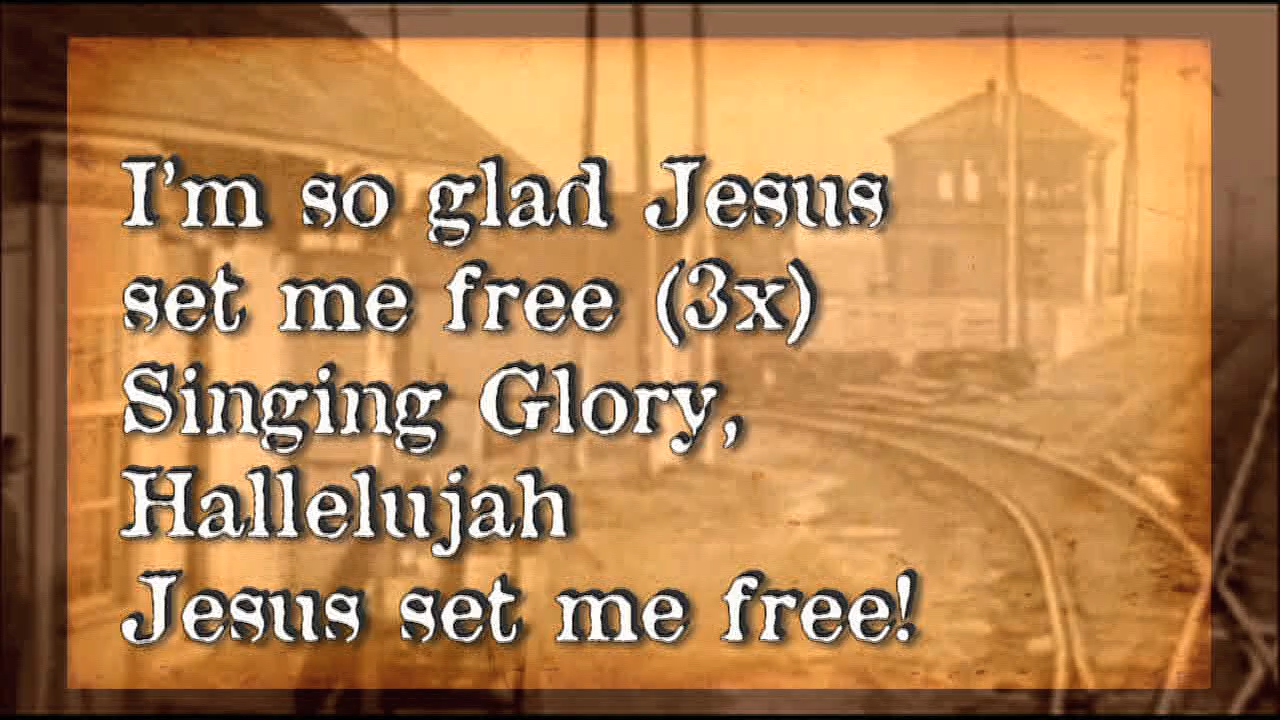 I'm so glad Jesus
set me free (3x)
Singing Glory,
Hallelujah
Jesus set me free!